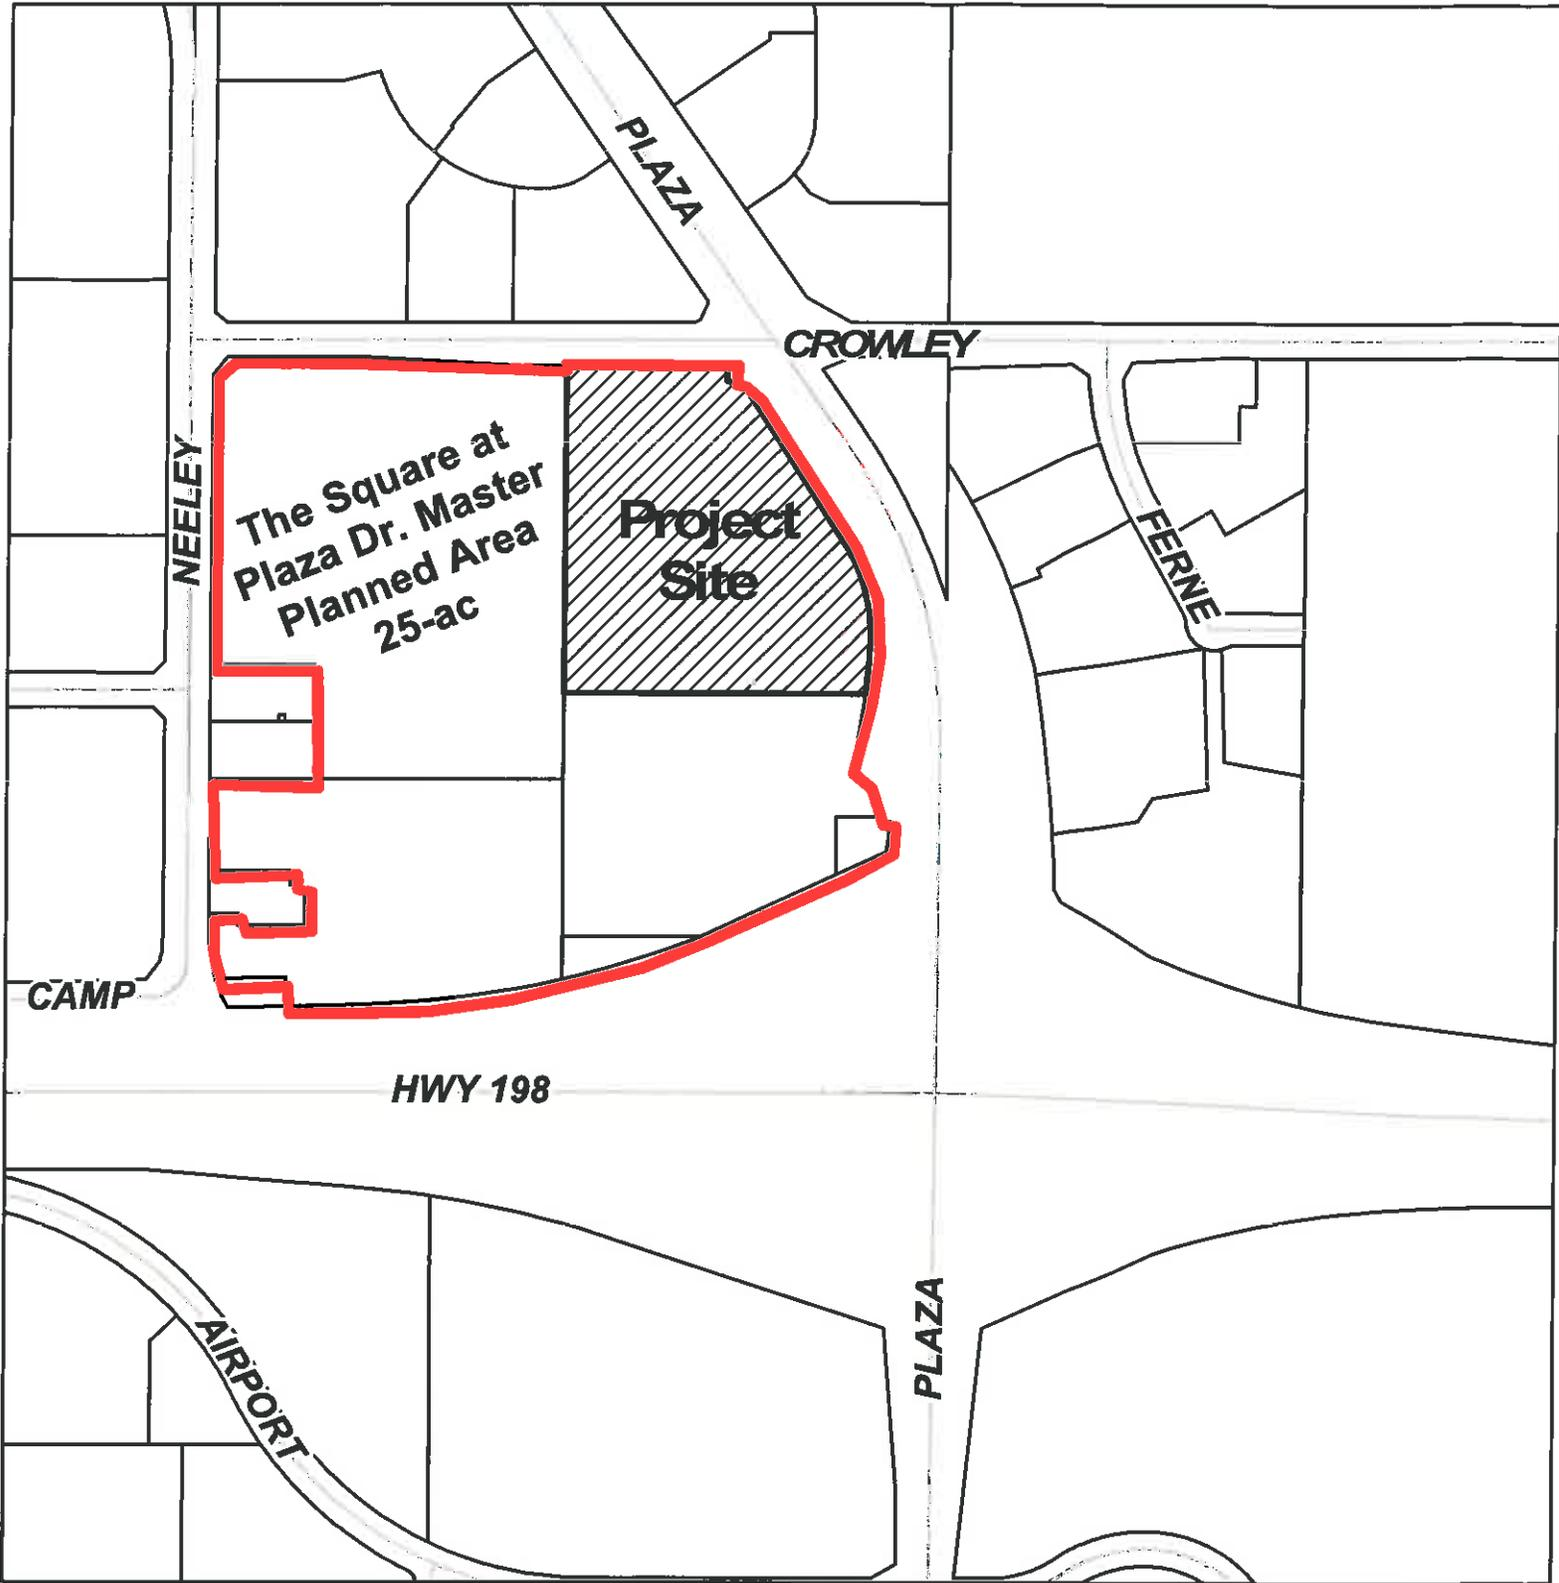 PLAZA
CROWLEY
NEELEY
The Square at
Plaza Dr. Master
Planned Area
25-ac
Project
Site
FERNE
CAMP
HWY 198
PLAZA
AIRPORT